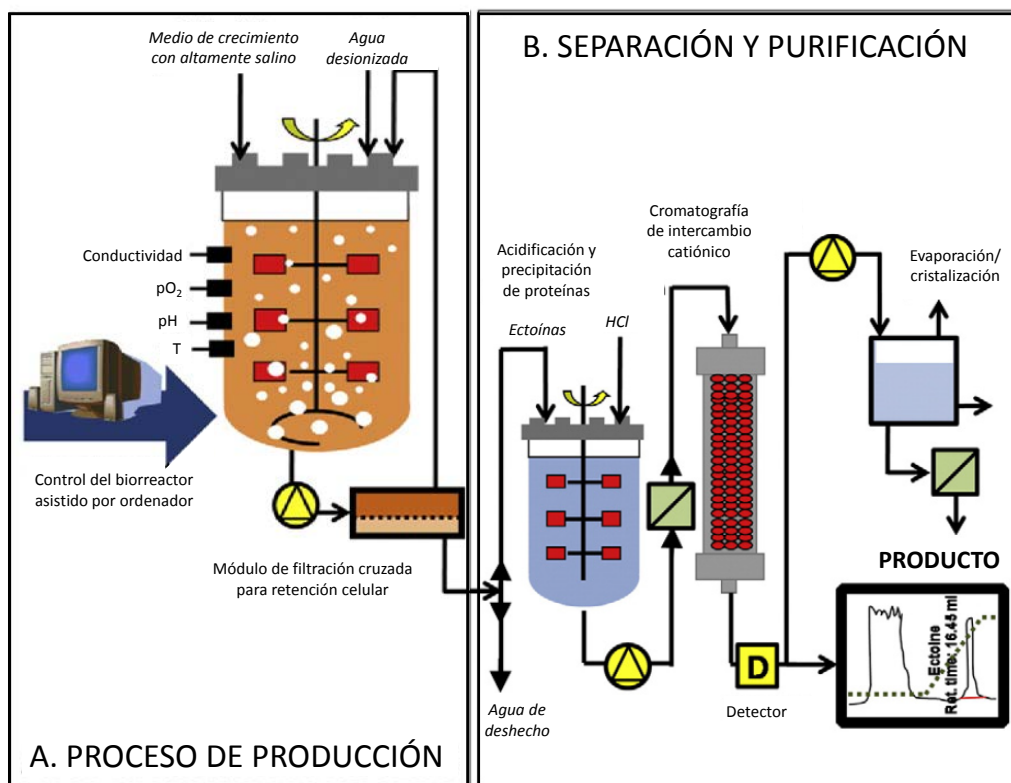 Medio de crecimiento
con altamente salino
Agua
desionizada
Conductividad
pO₂
pH
T
Control del biorreactor
asistido por ordenador
Módulo de filtración cruzada
para retención celular
A. PROCESO DE PRODUCCIÓN
B. SEPARACIÓN Y PURIFICACIÓN
Acidificación y
precipitación
de proteínas
Ectoínas
HCl
Cromatografía
de intercambio
catiónico
Evaporación/
cristalización
PRODUCTO
Ectoine
Ret. time: 16.45 ml
D
Detector
Agua de
deshecho